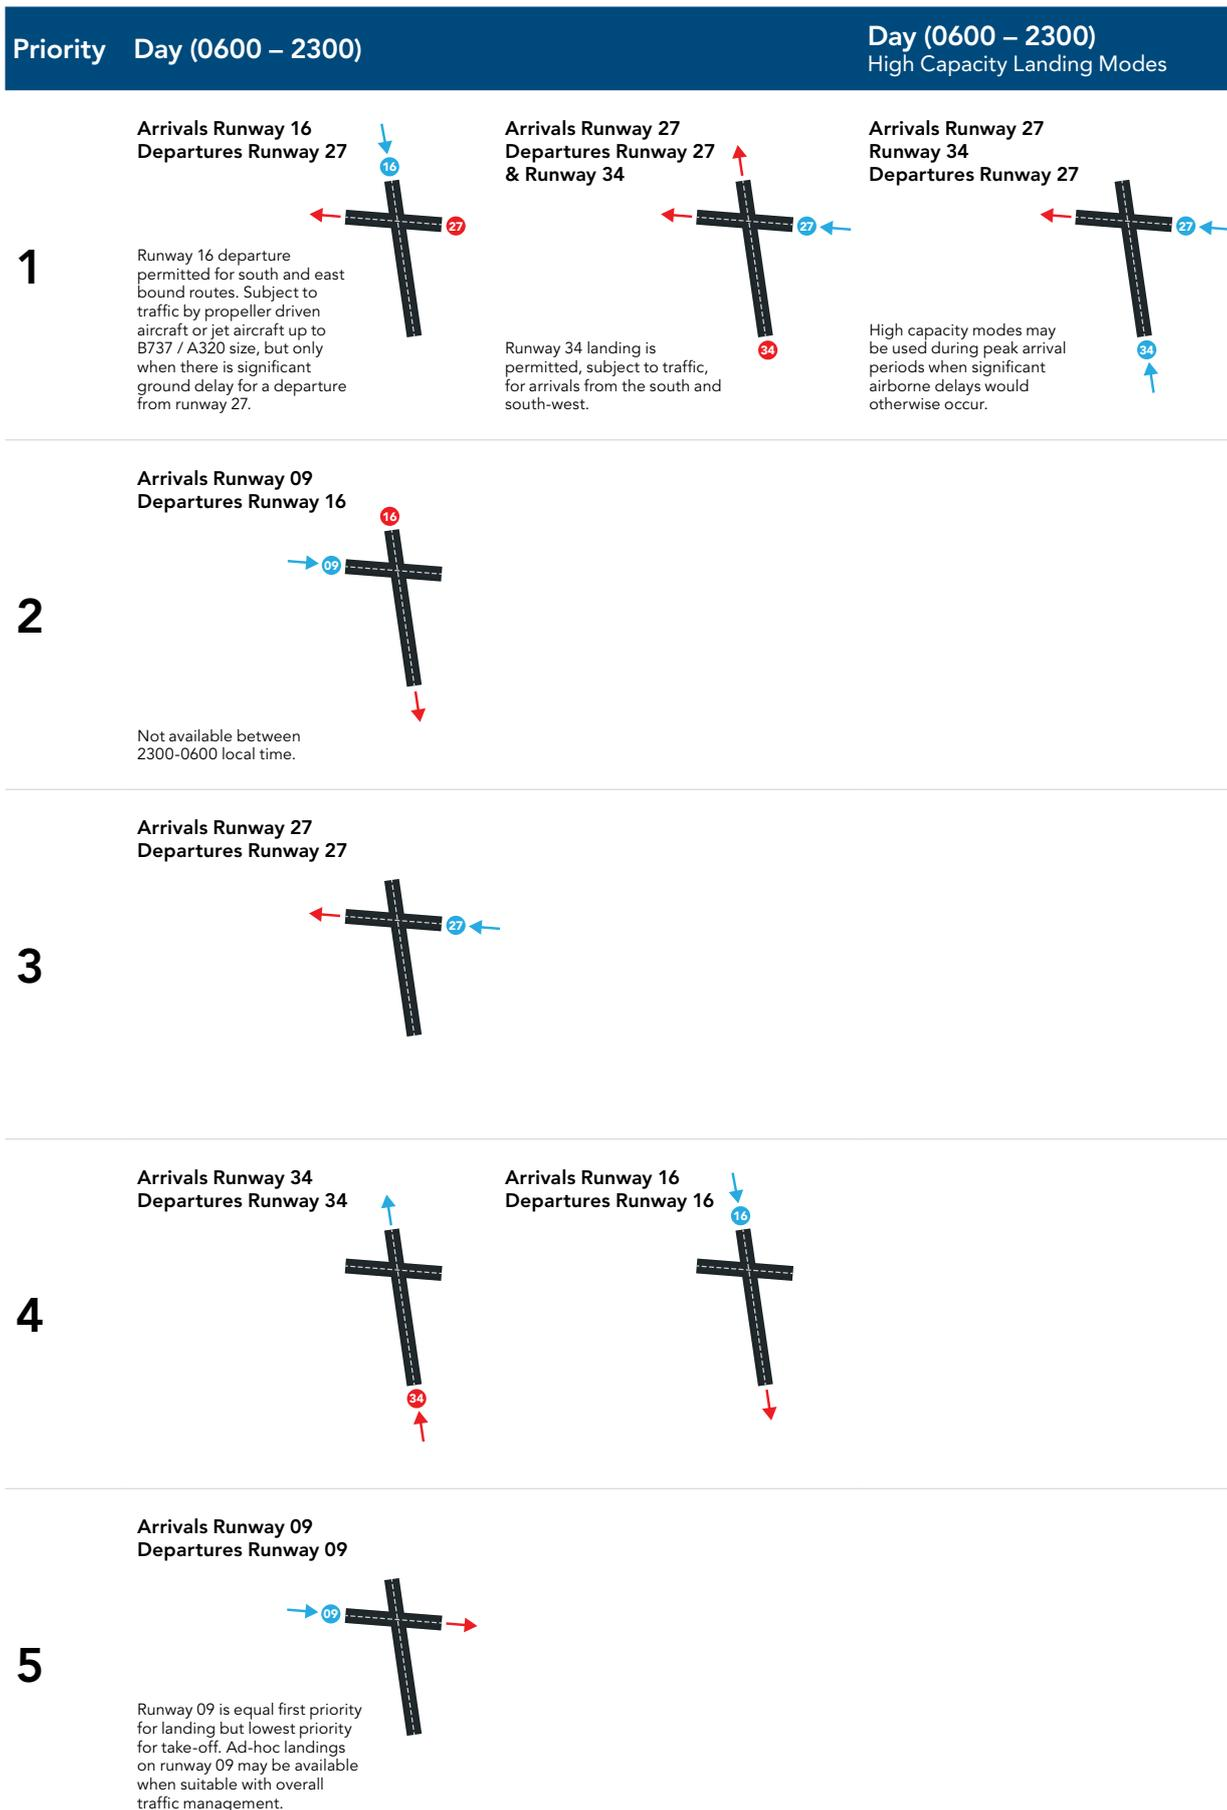 Priority
Day (0600 – 2300)
Day (0600 – 2300)
High Capacity Landing Modes
1
Arrivals Runway 16
Departures Runway 27
16
27
Runway 16 departure
permitted for south and east
bound routes. Subject to
traffic by propeller driven
aircraft or jet aircraft up to
B737 / A320 size, but only
when there is significant
ground delay for a departure
from runway 27.
Arrivals Runway 27
Departures Runway 27
& Runway 34
27
34
Runway 34 landing is
permitted, subject to traffic,
for arrivals from the south and
south-west.
Arrivals Runway 27
Runway 34
Departures Runway 27
27
34
High capacity modes may
be used during peak arrival
periods when significant
airborne delays would
otherwise occur.
2
Arrivals Runway 09
Departures Runway 16
16
09
Not available between
2300-0600 local time.
3
Arrivals Runway 27
Departures Runway 27
27
4
Arrivals Runway 34
Departures Runway 34
34
Arrivals Runway 16
Departures Runway 16
16
5
Arrivals Runway 09
Departures Runway 09
09
Runway 09 is equal first priority
for landing but lowest priority
for take-off. Ad-hoc landings
on runway 09 may be available
when suitable with overall
traffic management.